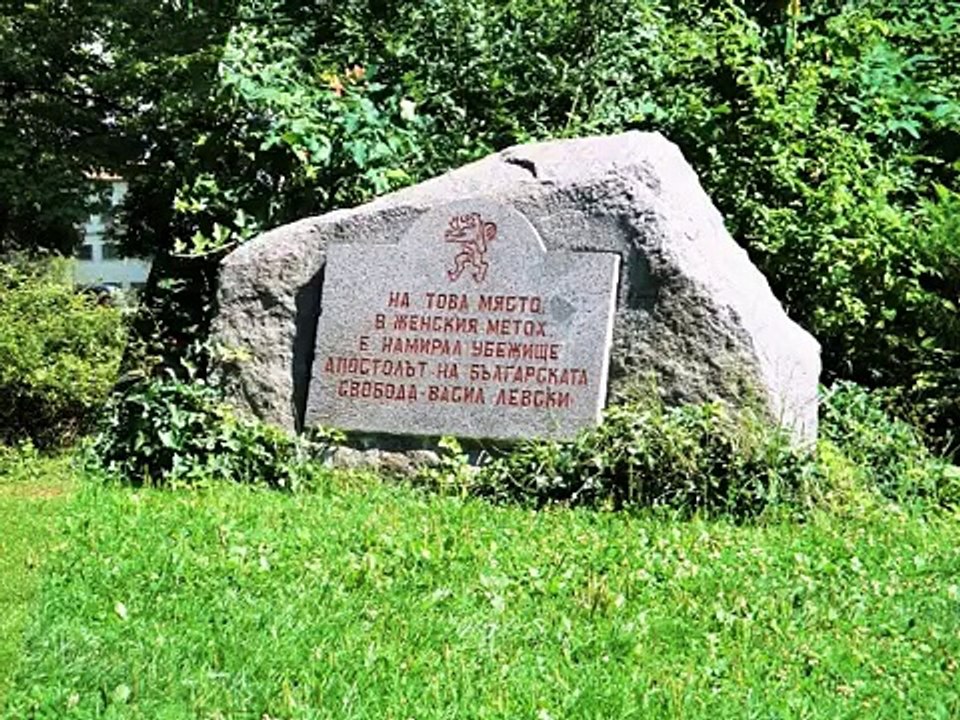 НА ТОВА МЯСТО
В ЖЕНСКИЯ МЕТОХ
Е НАМИРАЛ УБЕЖИЩЕ
АПОСТОЛЪТ НА БЪЛГАРСКАТА
СВОБОДА-ВАСИЛ ЛЕВСКИ